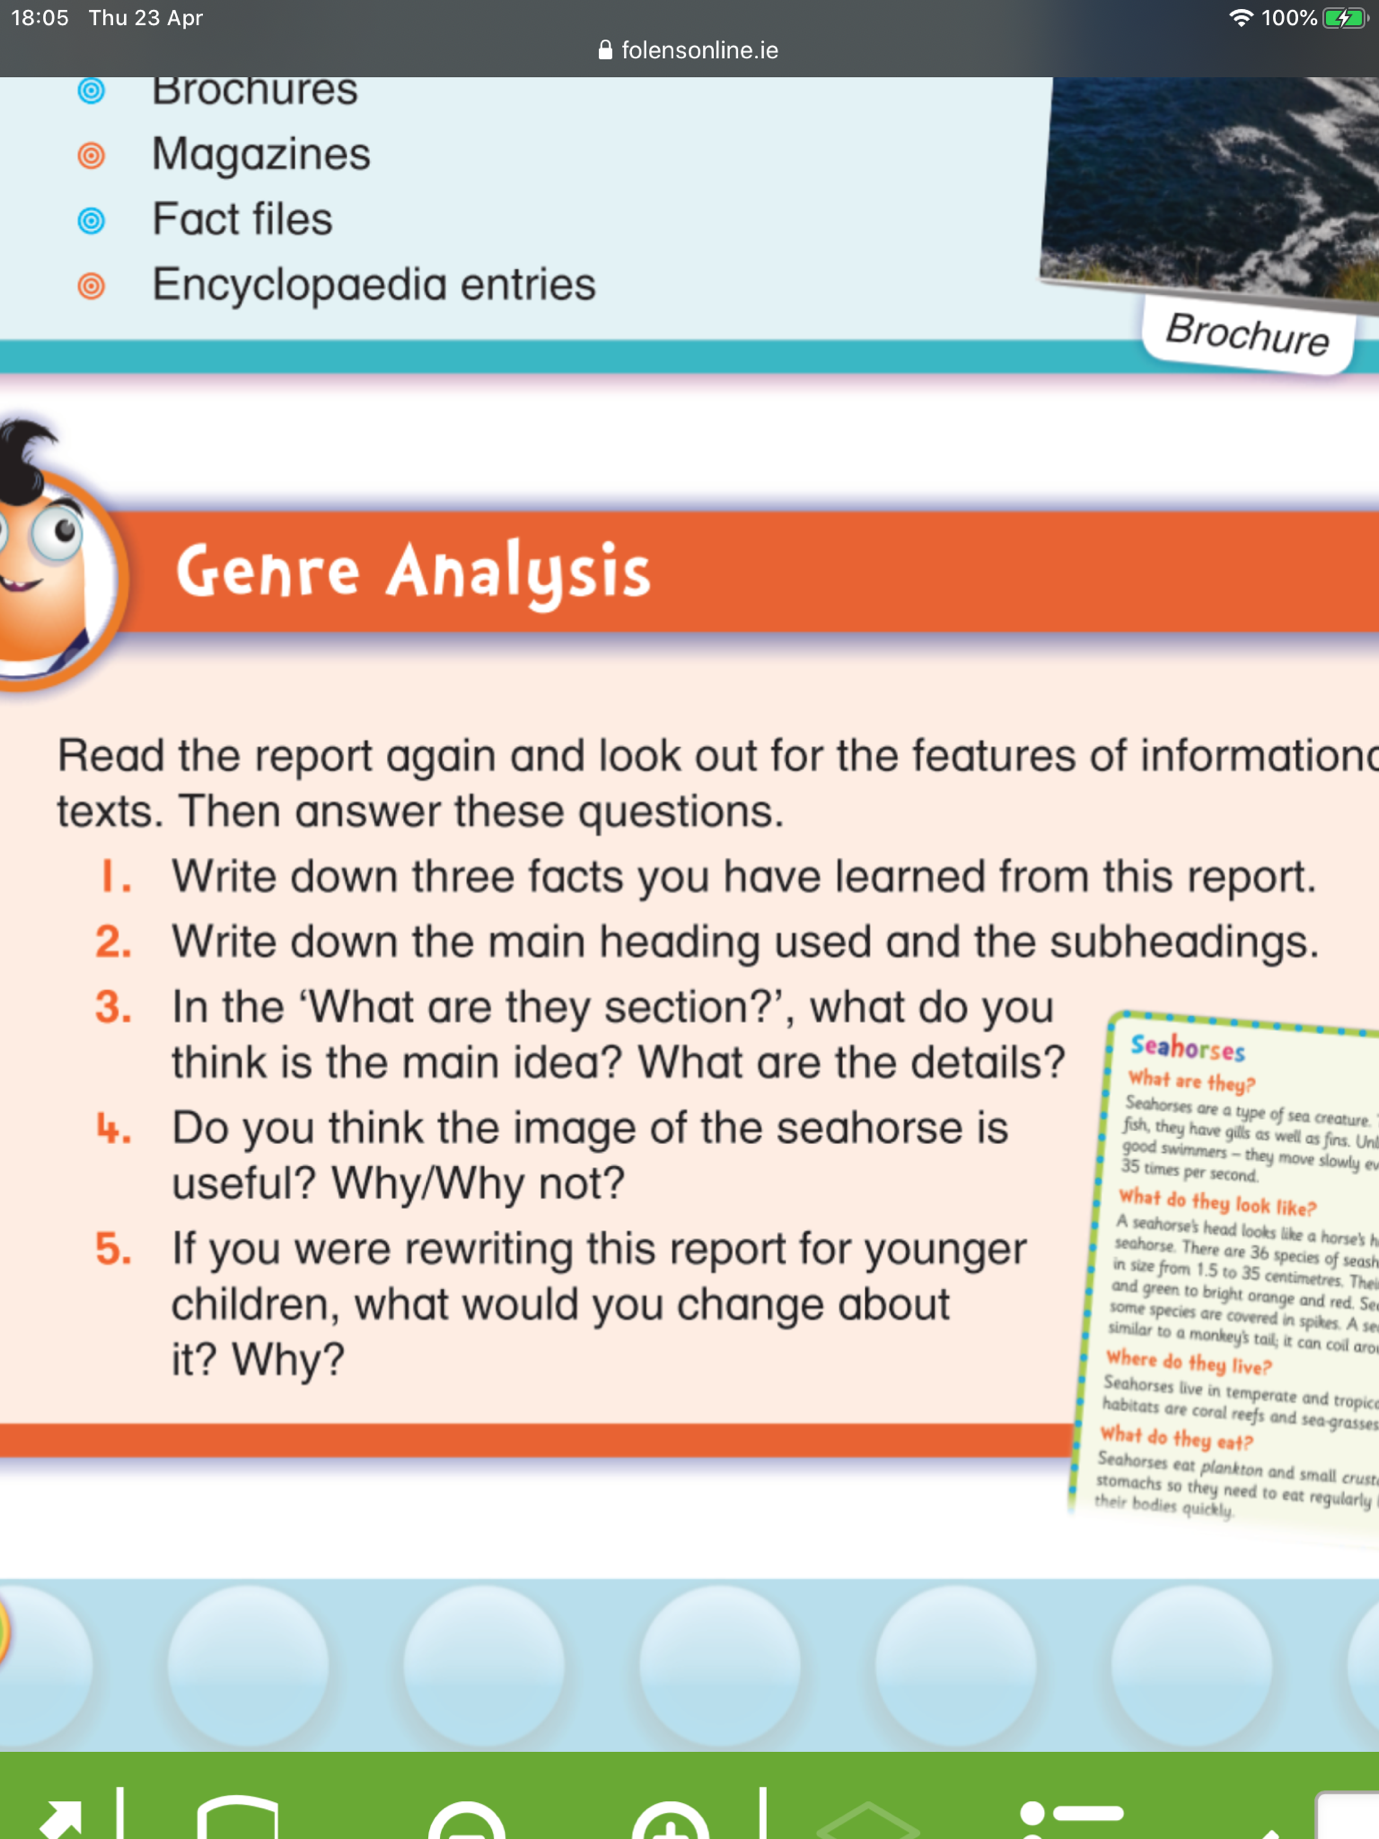 18:05 Thu 23 Apr
100%
folensonline.ie
Brochures
Magazines
Fact files
Encyclopaedia entries
Brochure
Genre Analysis
Read the report again and look out for the features of
texts. Then answer these questions.
1. Write down three facts you have learned from this report.
2. Write down the main heading used and the subheadings.
3. In the ‘What are they section?’, what do you
think is the main idea? What are the details?
4. Do you think the image of the seahorse is
useful? Why/Why not?
5. If you were rewriting this report for younger
children, what would you change about
it? Why?
Seahorses
What are they?
Seahorses are a type of sea creature.
fish, they have gills as well as fins.
good swimmers – they move slowly
35 times per second.
What do they look like?
A seahorse's head looks like a horse's
seahorse. There are 36 species of
in size from 1.5 to 35 centimetres.
and green to bright orange and red.
some species are covered in spikes. A
similar to a monkey's tail; it can coil
Where do they live?
Seahorses live in temperate and
habitats are coral reefs and sea-grasses
What do they eat?
Seahorses eat plankton and small
stomachs so they need to eat regularly
their bodies quickly.